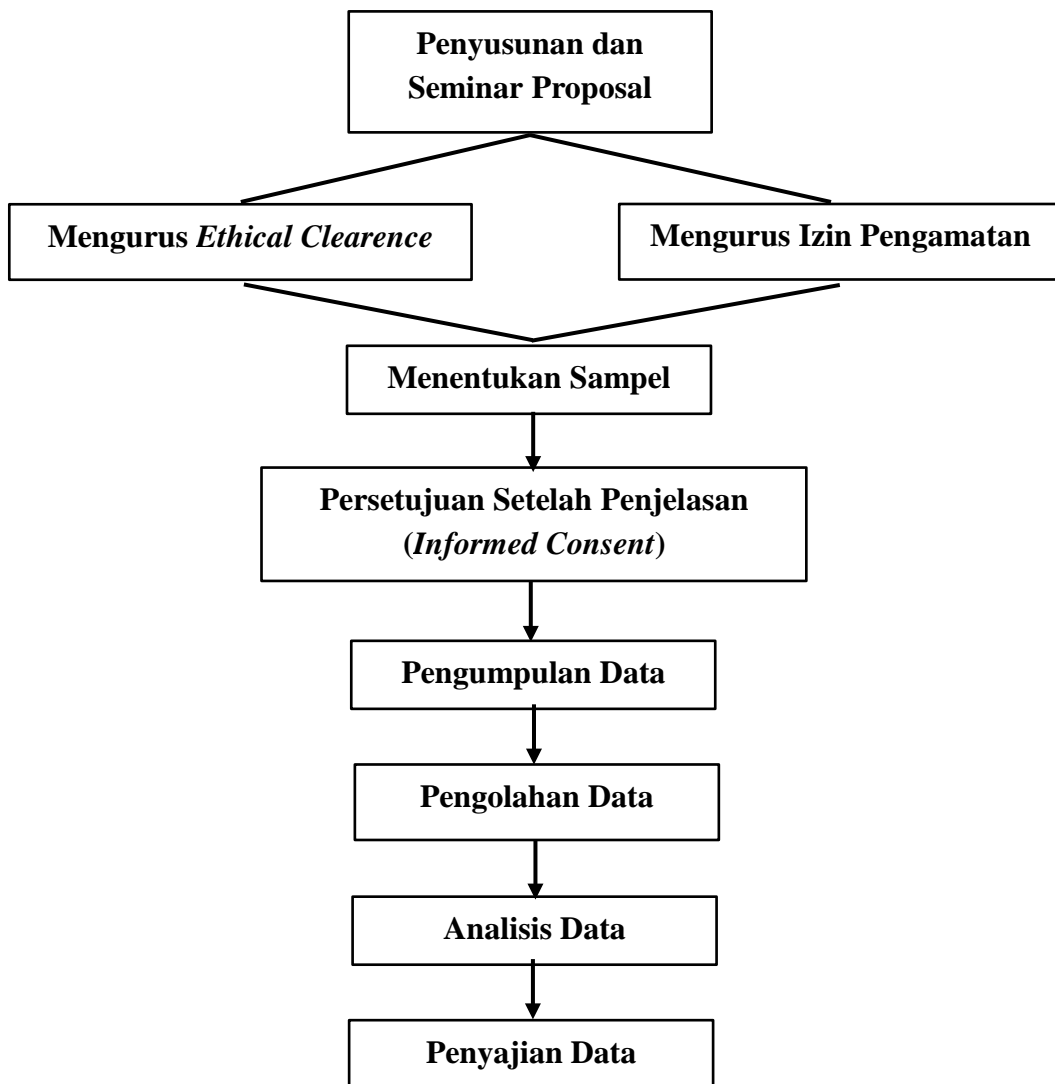 Penyusunan dan
Seminar Proposal
Mengurus Ethical Clearence
Mengurus Izin Pengamatan
Menentukan Sampel
Persetujuan Setelah Penjelasan
(Informed Consent)
Pengumpulan Data
Pengolahan Data
Analisis Data
Penyajian Data